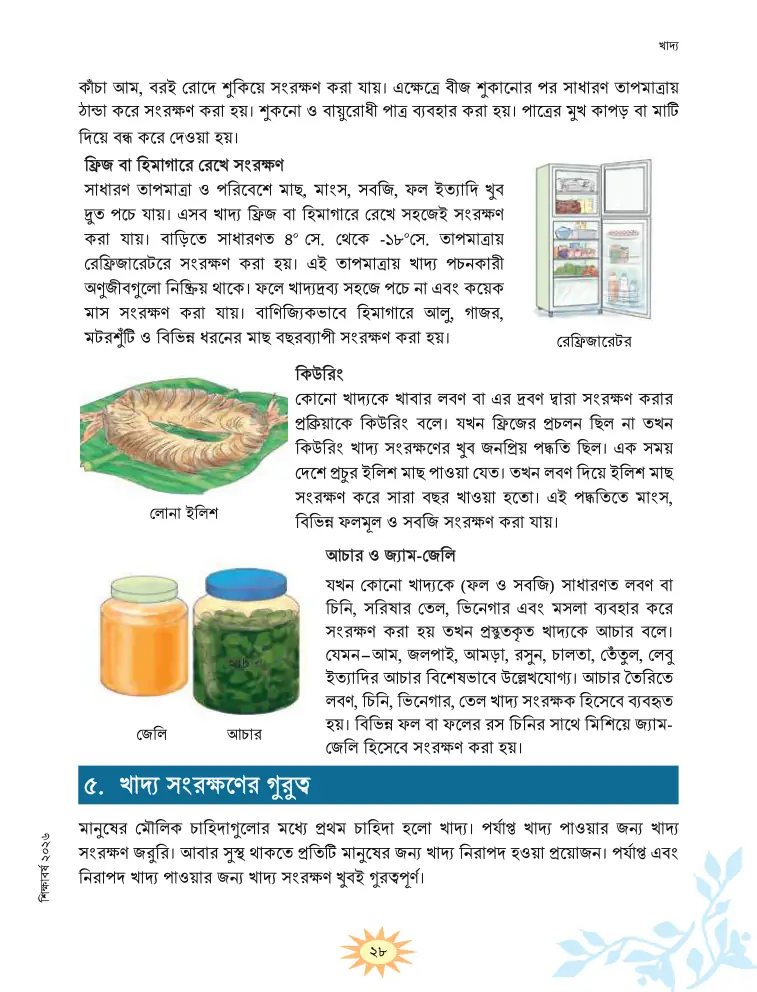 খাদ্য
কাঁচা আম, বরই রোদে শুকিয়ে সংরক্ষণ করা যায়। এক্ষেত্রে বীজ শুকানোর পর সাধারণ তাপমাত্রায়
ঠান্ডা করে সংরক্ষণ করা হয়। শুকনো ও বায়ুরোধী পাত্র ব্যবহার করা হয়। পাত্রের মুখ কাপড় বা মাটি
দিয়ে বন্ধ করে দেওয়া হয়।
ফ্রিজ বা হিমাগারে রেখে সংরক্ষণ
সাধারণ তাপমাত্রা ও পরিবেশে মাছ, মাংস, সবজি, ফল ইত্যাদি খুব
দ্রুত পচে যায়। এসব খাদ্য ফ্রিজ বা হিমাগারে রেখে সহজেই সংরক্ষণ
করা যায়। বাড়িতে সাধারণত ৪° সে. থেকে -১৮°সে. তাপমাত্রায়
রেফ্রিজারেটরে সংরক্ষণ করা হয়। এই তাপমাত্রায় খাদ্য পচনকারী
অণুজীবগুলো নিষ্ক্রিয় থাকে। ফলে খাদ্যদ্রব্য সহজে পচে না এবং কয়েক
মাস সংরক্ষণ করা যায়। বাণিজ্যিকভাবে হিমাগারে আলু, গাজর,
মটরশুঁটি ও বিভিন্ন ধরনের মাছ বছরব্যাপী সংরক্ষণ করা হয়।
রেফ্রিজারেটর
কিউরিং
কোনো খাদ্যকে খাবার লবণ বা এর দ্রবণ দ্বারা সংরক্ষণ করার
প্রক্রিয়াকে কিউরিং বলে। যখন ফ্রিজের প্রচলন ছিল না তখন
কিউরিং খাদ্য সংরক্ষণের খুব জনপ্রিয় পদ্ধতি ছিল। এক সময়
দেশে প্রচুর ইলিশ মাছ পাওয়া যেত। তখন লবণ দিয়ে ইলিশ মাছ
সংরক্ষণ করে সারা বছর খাওয়া হতো। এই পদ্ধতিতে মাংস,
বিভিন্ন ফলমূল ও সবজি সংরক্ষণ করা যায়।
লোনা ইলিশ
আচার ও জ্যাম-জেলি
যখন কোনো খাদ্যকে (ফল ও সবজি) সাধারণত লবণ বা
চিনি, সরিষার তেল, ভিনেগার এবং মসলা ব্যবহার করে
সংরক্ষণ করা হয় তখন প্রস্তুতকৃত খাদ্যকে আচার বলে।
যেমন–আম, জলপাই, আমড়া, রসুন, চালতা, তেঁতুল, লেবু
ইত্যাদির আচার বিশেষভাবে উল্লেখযোগ্য। আচার তৈরিতে
লবণ, চিনি, ভিনেগার, তেল খাদ্য সংরক্ষক হিসেবে ব্যবহৃত
হয়। বিভিন্ন ফল বা ফলের রস চিনির সাথে মিশিয়ে জ্যাম-
জেলি হিসেবে সংরক্ষণ করা হয়।
আচার
জেলি আচার
৫. খাদ্য সংরক্ষণের গুরুত্ব
মানুষের মৌলিক চাহিদাগুলোর মধ্যে প্রথম চাহিদা হলো খাদ্য। পর্যাপ্ত খাদ্য পাওয়ার জন্য খাদ্য
সংরক্ষণ জরুরি। আবার সুস্থ থাকতে প্রতিটি মানুষের জন্য খাদ্য নিরাপদ হওয়া প্রয়োজন। পর্যাপ্ত এবং
নিরাপদ খাদ্য পাওয়ার জন্য খাদ্য সংরক্ষণ খুবই গুরত্বপূর্ণ।
শিক্ষাবর্ষ ২০২৬
২৮